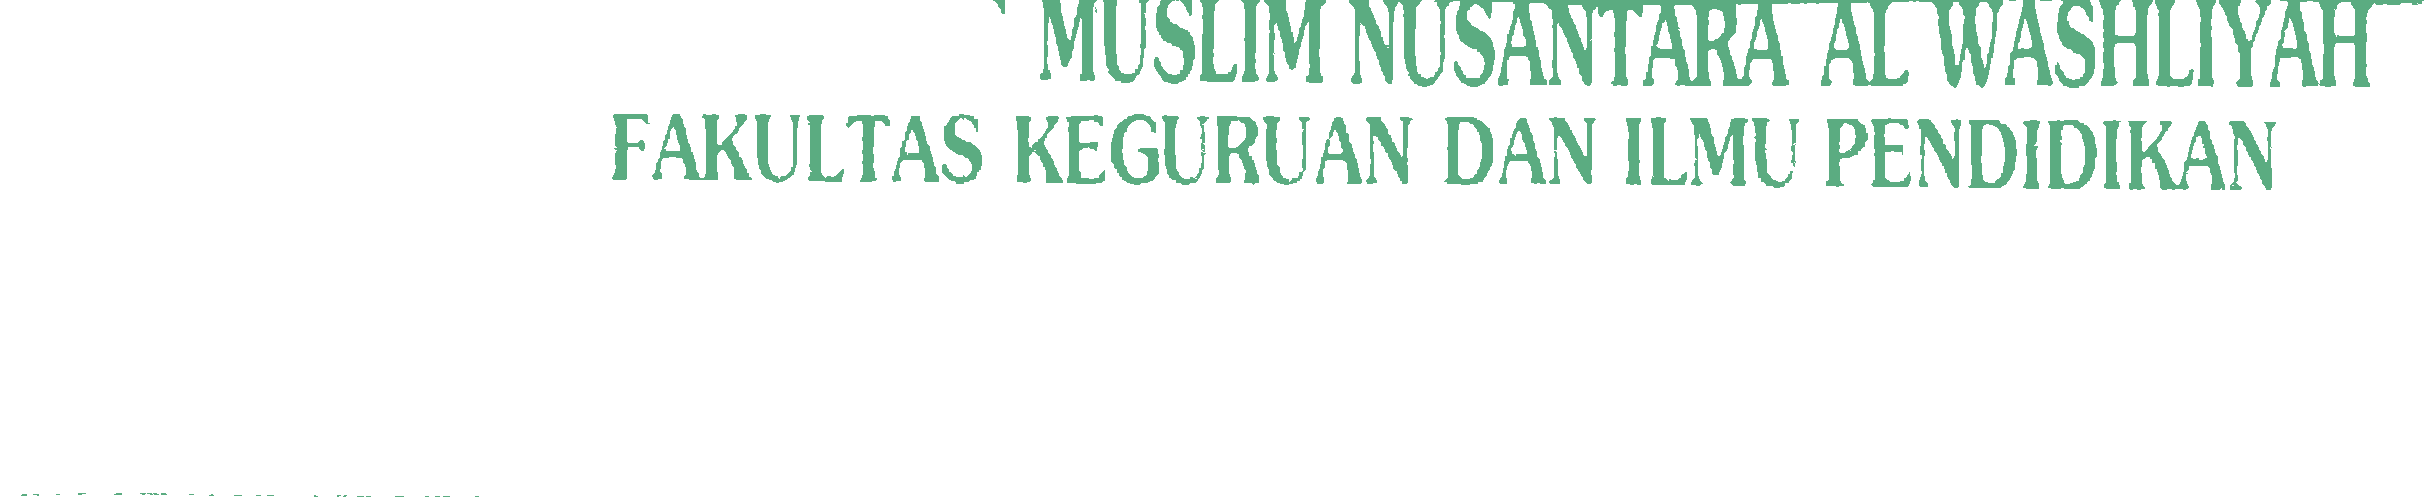 MUSLIM NUSANTARA AL WASHLIYAH
FAKULTAS KEGURUAN DAN ILMU PENDIDIKAN